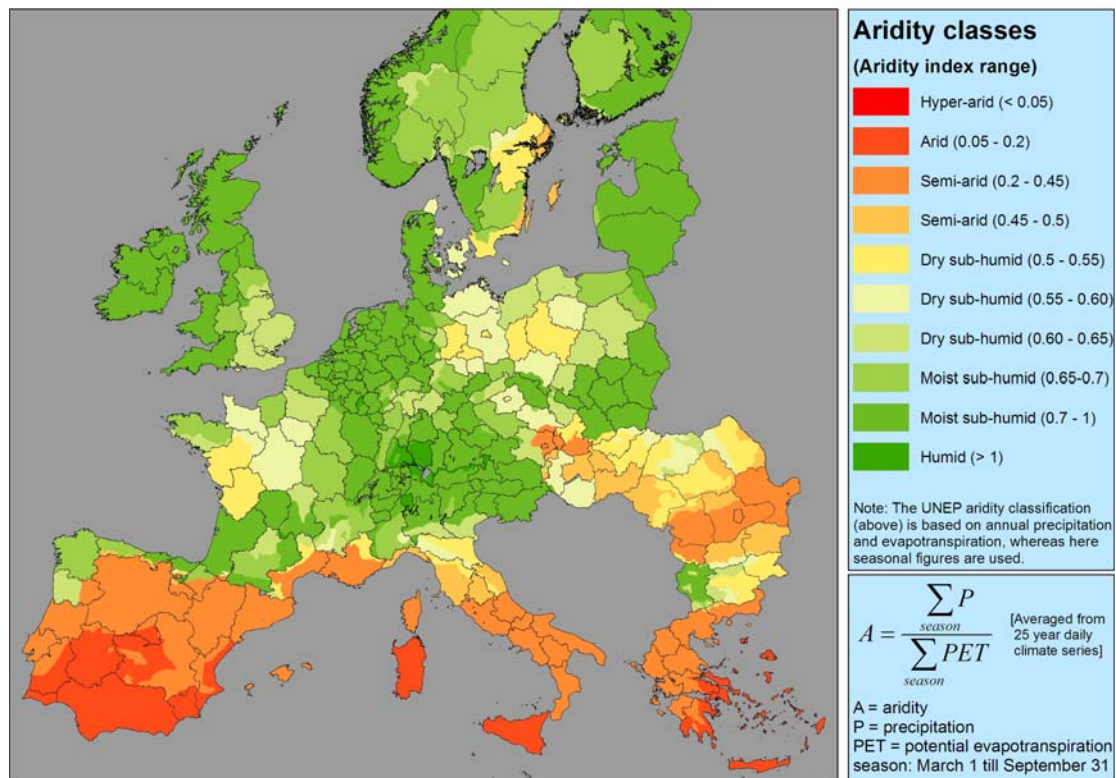 Aridity classes
(Aridity index range)
Hyper-arid (< 0.05)
Arid (0.05 - 0.2)
Semi-arid (0.2 - 0.45)
Semi-arid (0.45 - 0.5)
Dry sub-humid (0.5 - 0.55)
Dry sub-humid (0.55 - 0.60)
Dry sub-humid (0.60 - 0.65)
Moist sub-humid (0.65-0.7)
Moist sub-humid (0.7 - 1)
Humid (> 1)
Note: The UNEP aridity classification
(above) is based on annual precipitation
and evapotranspiration, whereas here
seasonal figures are used.
A = ∑ P season / ∑ PET season
[Averaged from
25 year daily
climate series]
A = aridity
P = precipitation
PET = potential evapotranspiration
season: March 1 till September 31